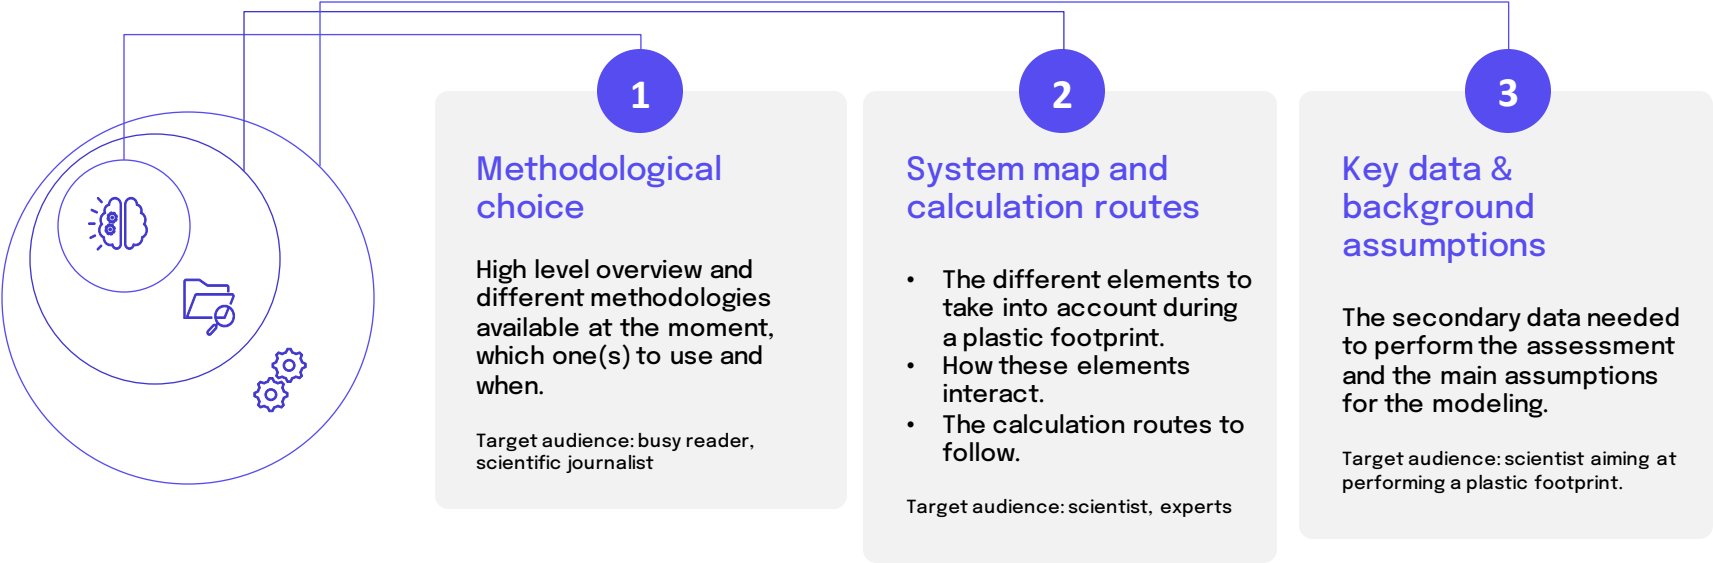 1
Methodological
choice
High level overview and
different methodologies
available at the moment,
which one(s) to use and
when.
Target audience: busy reader,
scientific journalist
2
System map and
calculation routes
• The different elements to
take into account during
a plastic footprint.
• How these elements
interact.
• The calculation routes to
follow.
Target audience: scientist, experts
3
Key data &
background
assumptions
The secondary data needed
to perform the assessment
and the main assumptions
for the modeling.
Target audience: scientist aiming at
performing a plastic footprint.